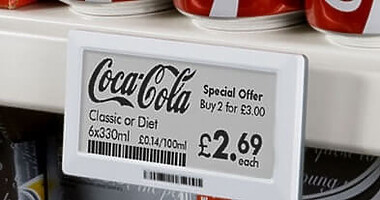 Coca-Cola
Special Offer
Buy 2 for £3.00
Classic or Diet
6x330ml £0.14/100ml
£2.69
each